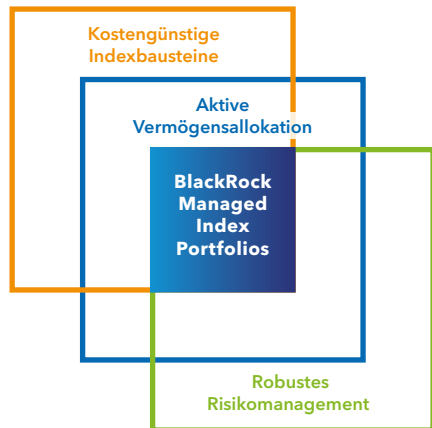 Kostengünstige
Indexbausteine
Aktive
Vermögensallokation
BlackRock
Managed
Index
Portfolios
Robustes
Risikomanagement